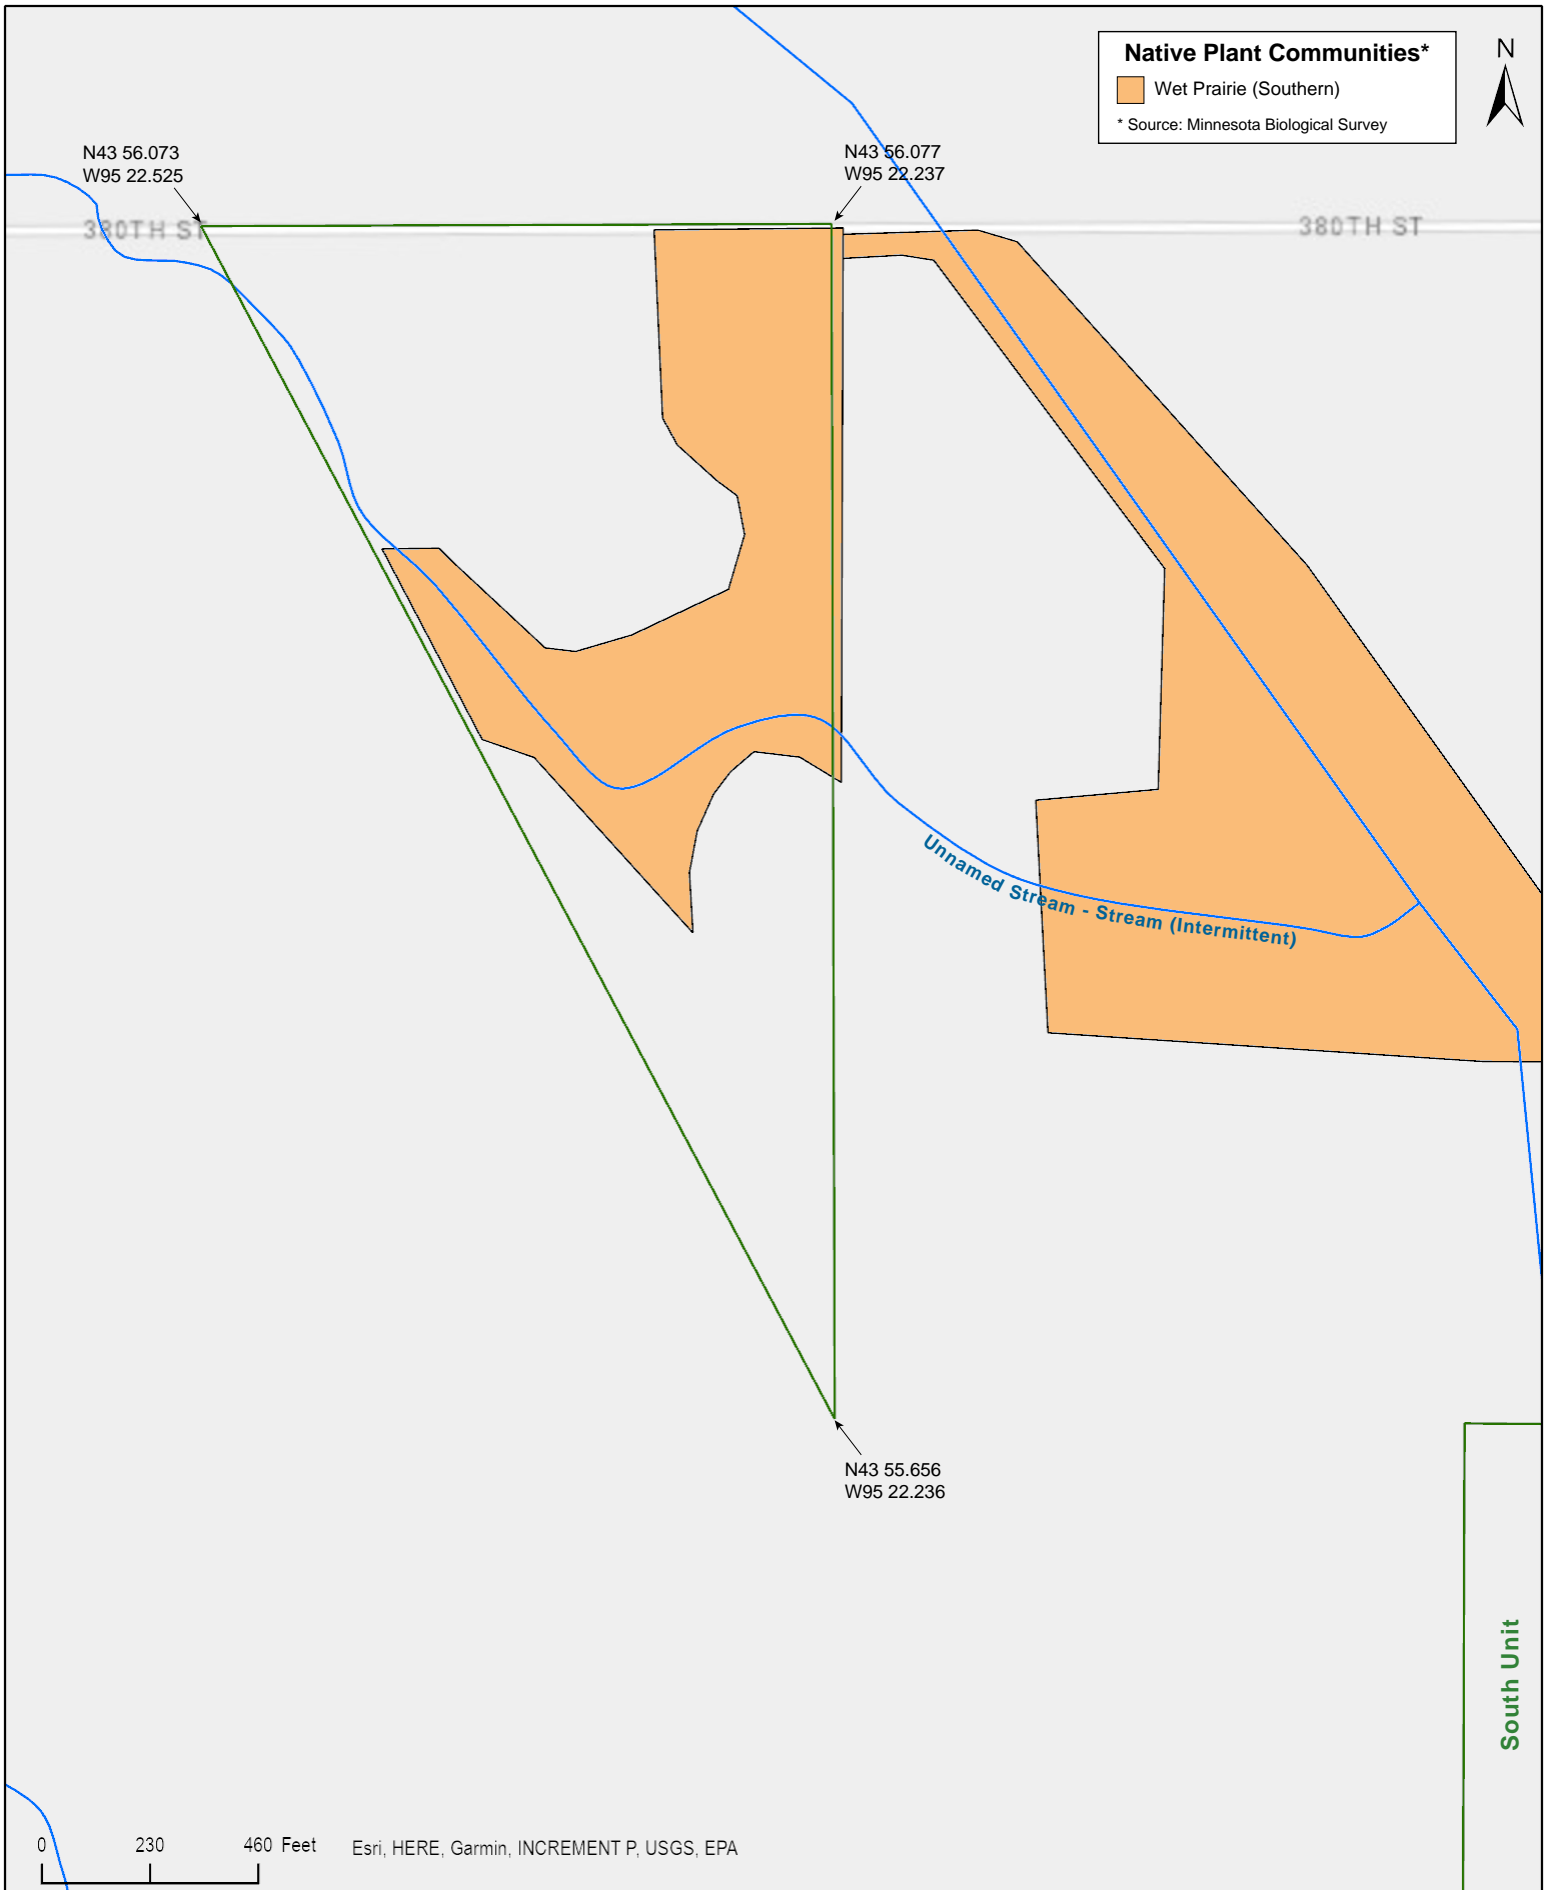 Native Plant Communities*
Wet Prairie (Southern)
* Source: Minnesota Biological Survey
N
N43 56.073
W95 22.525
N43 56.077
W95 22.237
380TH ST
380TH ST
Unnamed Stream - Stream (Intermittent)
N43 55.656
W95 22.236
South Unit
0 230 460 Feet
Esri, HERE, Garmin, INCREMENT P, USGS, EPA